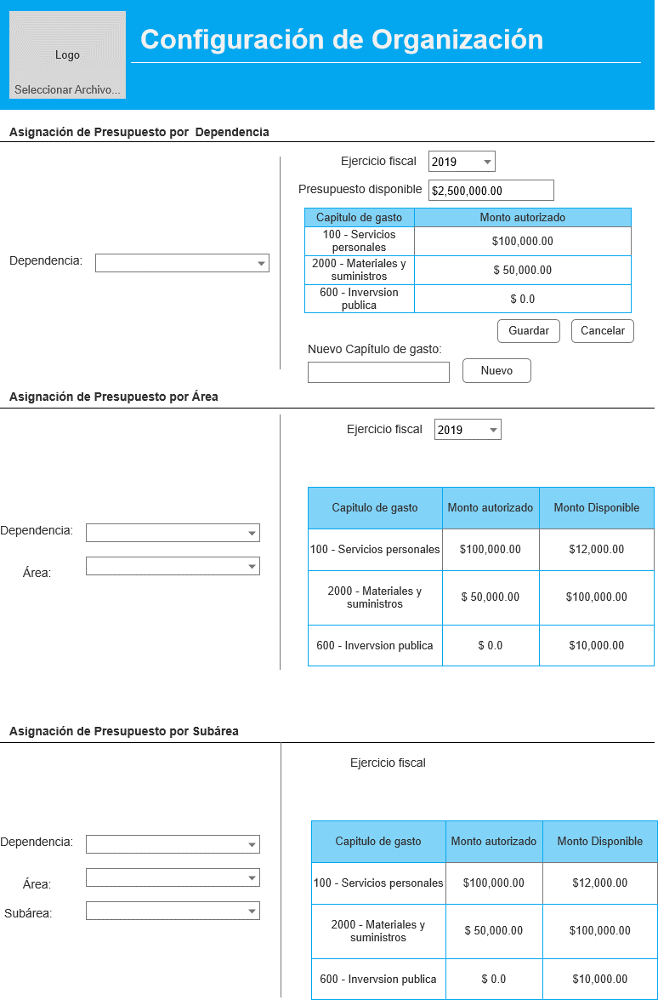 Configuración de Organización
Logo
Seleccionar Archivo...
Asignación de Presupuesto por  Dependencia
Ejercicio fiscal 2019
Presupuesto disponible $2,500,000.00
Dependencia:
Capitulo de gasto Monto autorizado
100 - Servicios
personales
$100,000.00
2000 - Materiales y
suministros
$ 50,000.00
600 - Invervsion
publica
$ 0.0
Guardar Cancelar
Nuevo Capítulo de gasto:
Nuevo
Asignación de Presupuesto por Área
Ejercicio fiscal 2019
Dependencia:
Área:
Capitulo de gasto Monto autorizado Monto Disponible
100 - Servicios personales $100,000.00 $12,000.00
2000 - Materiales y
suministros
$ 50,000.00 $100,000.00
600 - Invervsion publica $ 0.0 $10,000.00
Asignación de Presupuesto por Subárea
Ejercicio fiscal
Dependencia:
Área:
Subárea:
Capitulo de gasto Monto autorizado Monto Disponible
100 - Servicios personales $100,000.00 $12,000.00
2000 - Materiales y
suministros
$ 50,000.00 $100,000.00
600 - Invervsion publica $ 0.0 $10,000.00